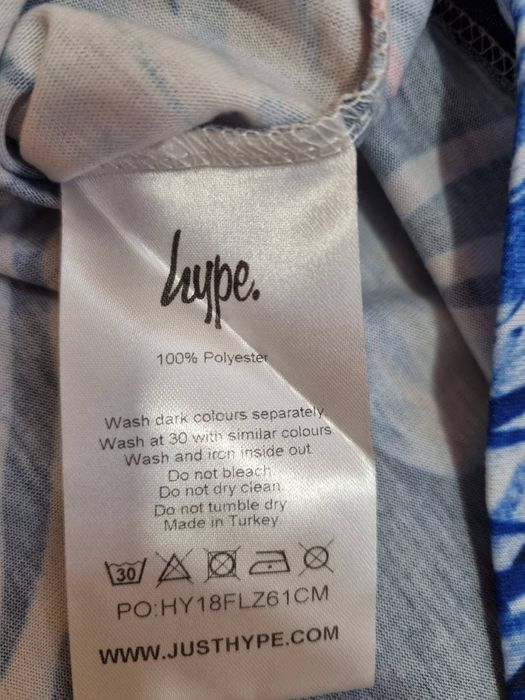 hype.
100% Polyester
Wash dark colours separately
Wash at 30 with similar colours
Wash and iron inside out
Do not bleach
Do not dry clean
Do not tumble dry
Made in Turkey
30
PO:HY18FLZ61CM
WWW.JUSTHYPE.COM